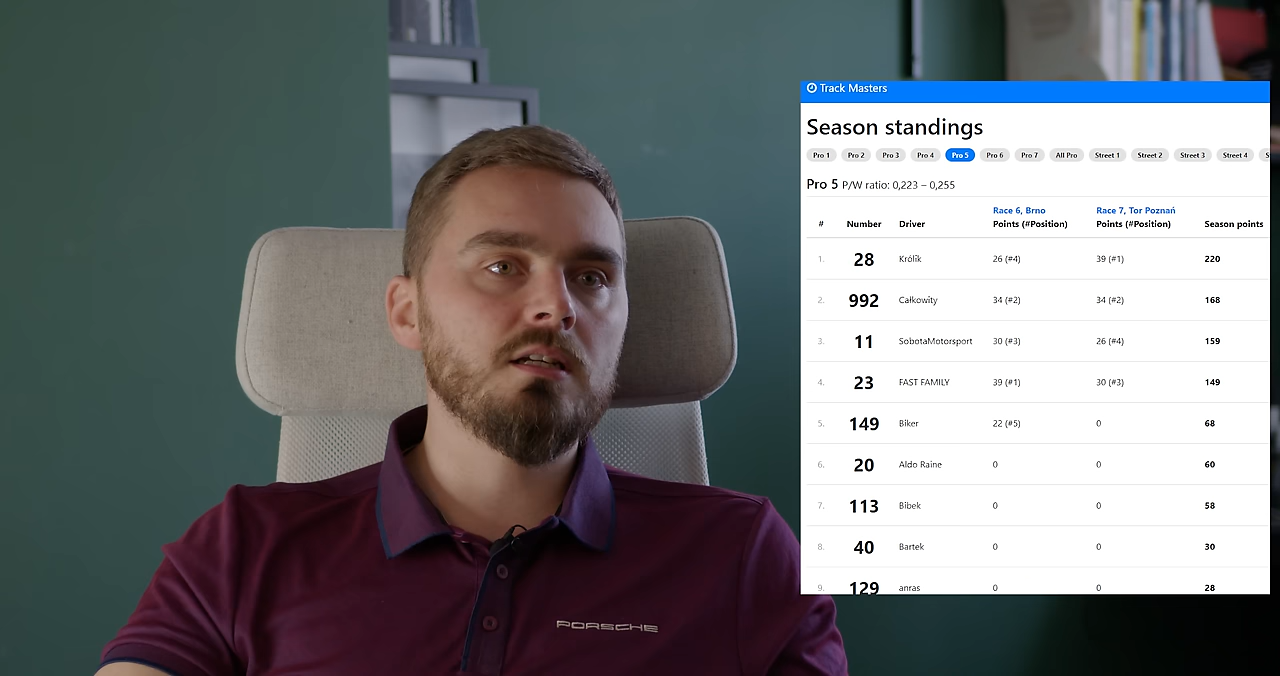 Track Masters
Season standings
Pro 1 Pro 2 Pro 3 Pro 4 Pro 5 Pro 6 Pro 7 All Pro Street 1 Street 2 Street 3 Street 4 S
Pro 5 P/W ratio: 0,223 – 0,255
Race 6, Brno Race 7, Tor Poznań
# Number Driver Points (#Position) Points (#Position) Season points
1. 28 Królik 26 (#4) 39 (#1) 220
2. 992 Całkowity 34 (#2) 34 (#2) 168
3. 11 SobotaMotorsport 30 (#3) 26 (#4) 159
4. 23 FAST FAMILY 39 (#1) 30 (#3) 149
5. 149 Biker 22 (#5) 0 68
6. 20 Aldo Raine 0 0 60
7. 113 Bibek 0 0 58
8. 40 Bartek 0 0 30
9. 129 anras 0 0 28
PORSCHE